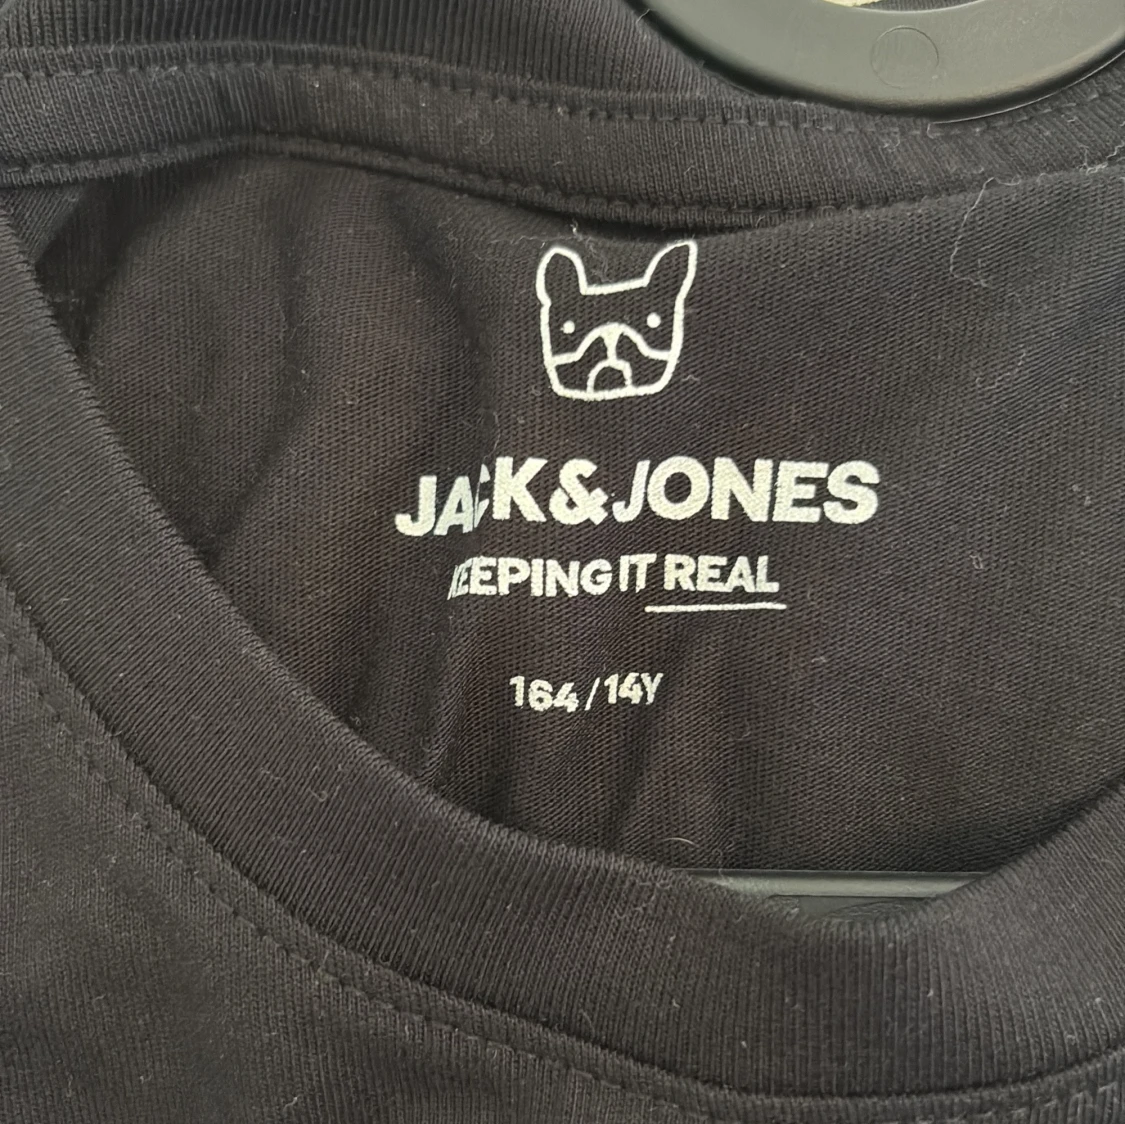 JACK&JONES
KEEPING IT REAL
164/14Y